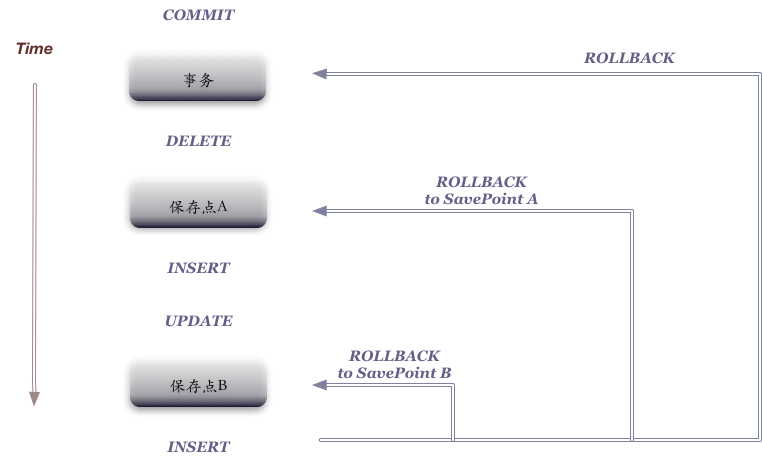 COMMIT
Time
ROLLBACK
事务
DELETE
ROLLBACK
to SavePoint A
保存点A
INSERT
UPDATE
ROLLBACK
to SavePoint B
保存点B
INSERT